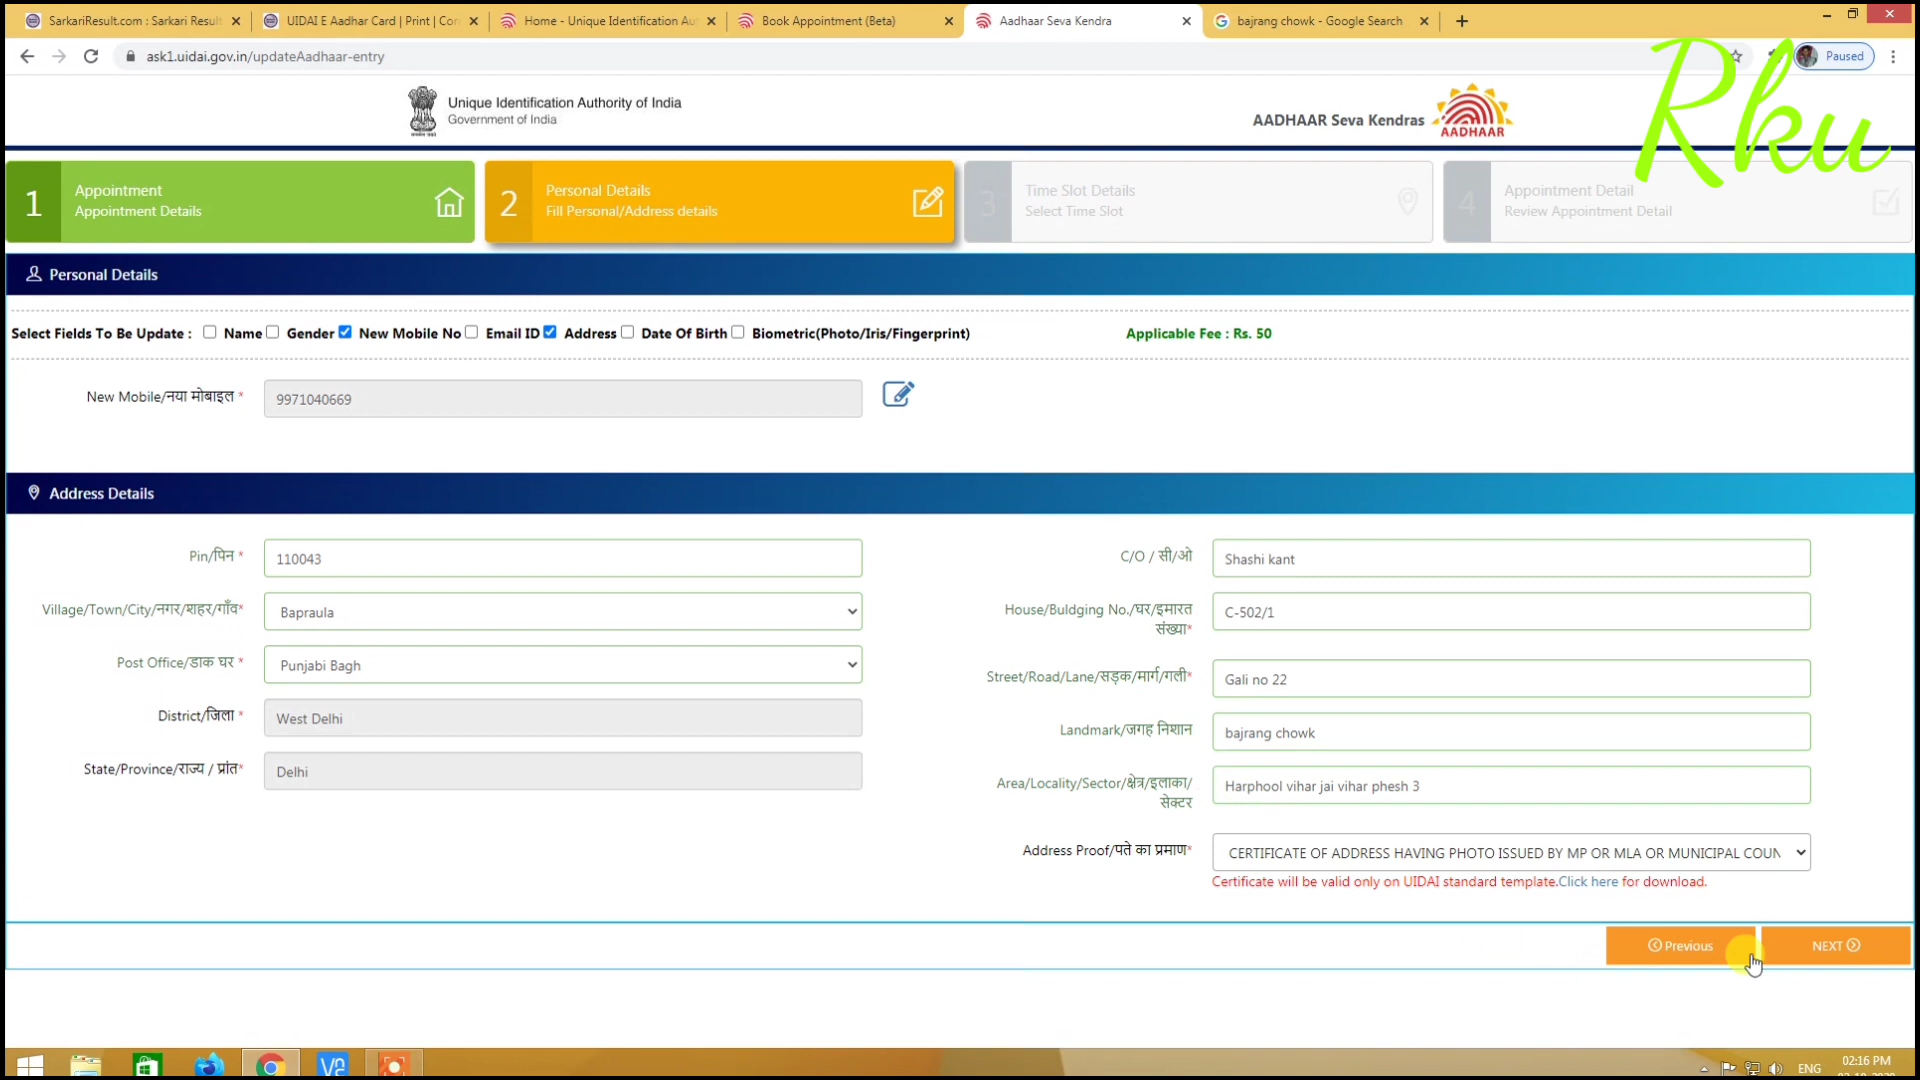 SarkariResult.com : Sarkari Result
UIDAI E Aadhar Card | Print | Cor
Home - Unique Identification Au
Book Appointment (Beta)
Aadhaar Seva Kendra
bajrang chowk - Google Search
ask1.uidai.gov.in/updateAadhaar-entry
Paused
Rku
Unique Identification Authority of India
Government of India
AADHAAR Seva Kendras
AADHAAR
1
Appointment
Appointment Details
2
Personal Details
Fill Personal/Address details
3
Time Slot Details
Select Time Slot
4
Appointment Detail
Review Appointment Detail
Personal Details
Select Fields To Be Update : Name Gender New Mobile No Email ID Address Date Of Birth Biometric(Photo/Iris/Fingerprint) Applicable Fee : Rs. 50
New Mobile/नया मोबाइल * 9971040669
Address Details
Pin/पिन * 110043
Village/Town/City/नगर/शहर/गाँव* Bapraula
Post Office/डाक घर * Punjabi Bagh
District/जिला * West Delhi
State/Province/राज्य / प्रांत* Delhi
C/O / सी/ओ Shashi kant
House/Buldging No./घर/इमारत
संख्या* C-502/1
Street/Road/Lane/सड़क/मार्ग/गली* Gali no 22
Landmark/जगह निशान bajrang chowk
Area/Locality/Sector/क्षेत्र/इलाका/
सेक्टर Harphool vihar jai vihar phesh 3
Address Proof/पते का प्रमाण* CERTIFICATE OF ADDRESS HAVING PHOTO ISSUED BY MP OR MLA OR MUNICIPAL COUN
Certificate will be valid only on UIDAI standard template.Click here for download.
Previous
NEXT
ENG
02:16 PM